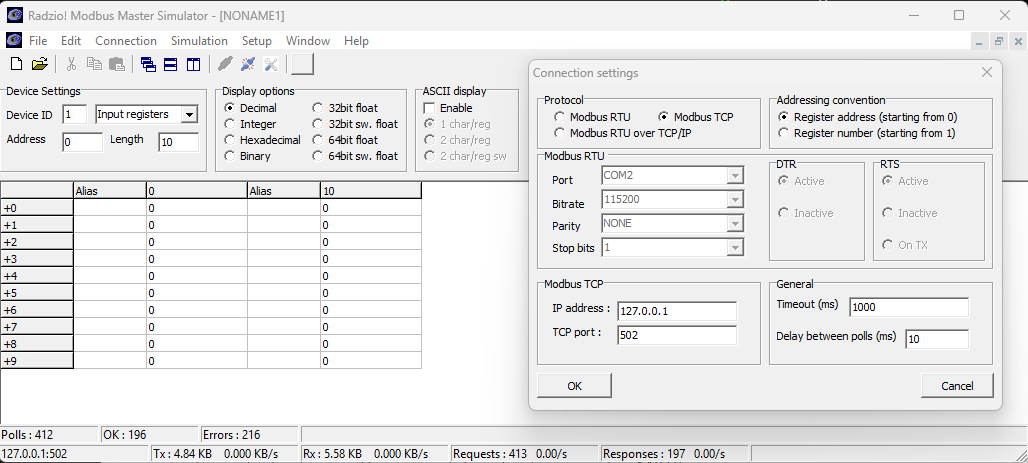 Radzio! Modbus Master Simulator - [NONAME1]
File Edit Connection Simulation Setup Window Help
Device Settings
Device ID 1 Input registers
Address 0 Length 10
Display options
Decimal 32bit float
Integer 32bit sw. float
Hexadecimal 64bit float
Binary 64bit sw. float
ASCII display
Enable
1 char/reg
2 char/reg
2 char/reg sw
Alias 0 Alias 10
+0 0 0
+1 0 0
+2 0 0
+3 0 0
+4 0 0
+5 0 0
+6 0 0
+7 0 0
+8 0 0
+9 0 0
Connection settings
Protocol
Modbus RTU Modbus TCP
Modbus RTU over TCP/IP
Addressing convention
Register address (starting from 0)
Register number (starting from 1)
Modbus RTU
Port COM2
Bitrate 115200
Parity NONE
Stop bits 1
DTR
Active
Inactive
RTS
Active
Inactive
On TX
Modbus TCP
IP address : 127.0.0.1
TCP port : 502
General
Timeout (ms) 1000
Delay between polls (ms) 10
OK Cancel
Polls : 412 OK : 196 Errors : 216
127.0.0.1:502 Tx : 4.84 KB 0.000 KB/s Rx : 5.58 KB 0.000 KB/s Requests : 413 0.00/s Responses : 197 0.00/s